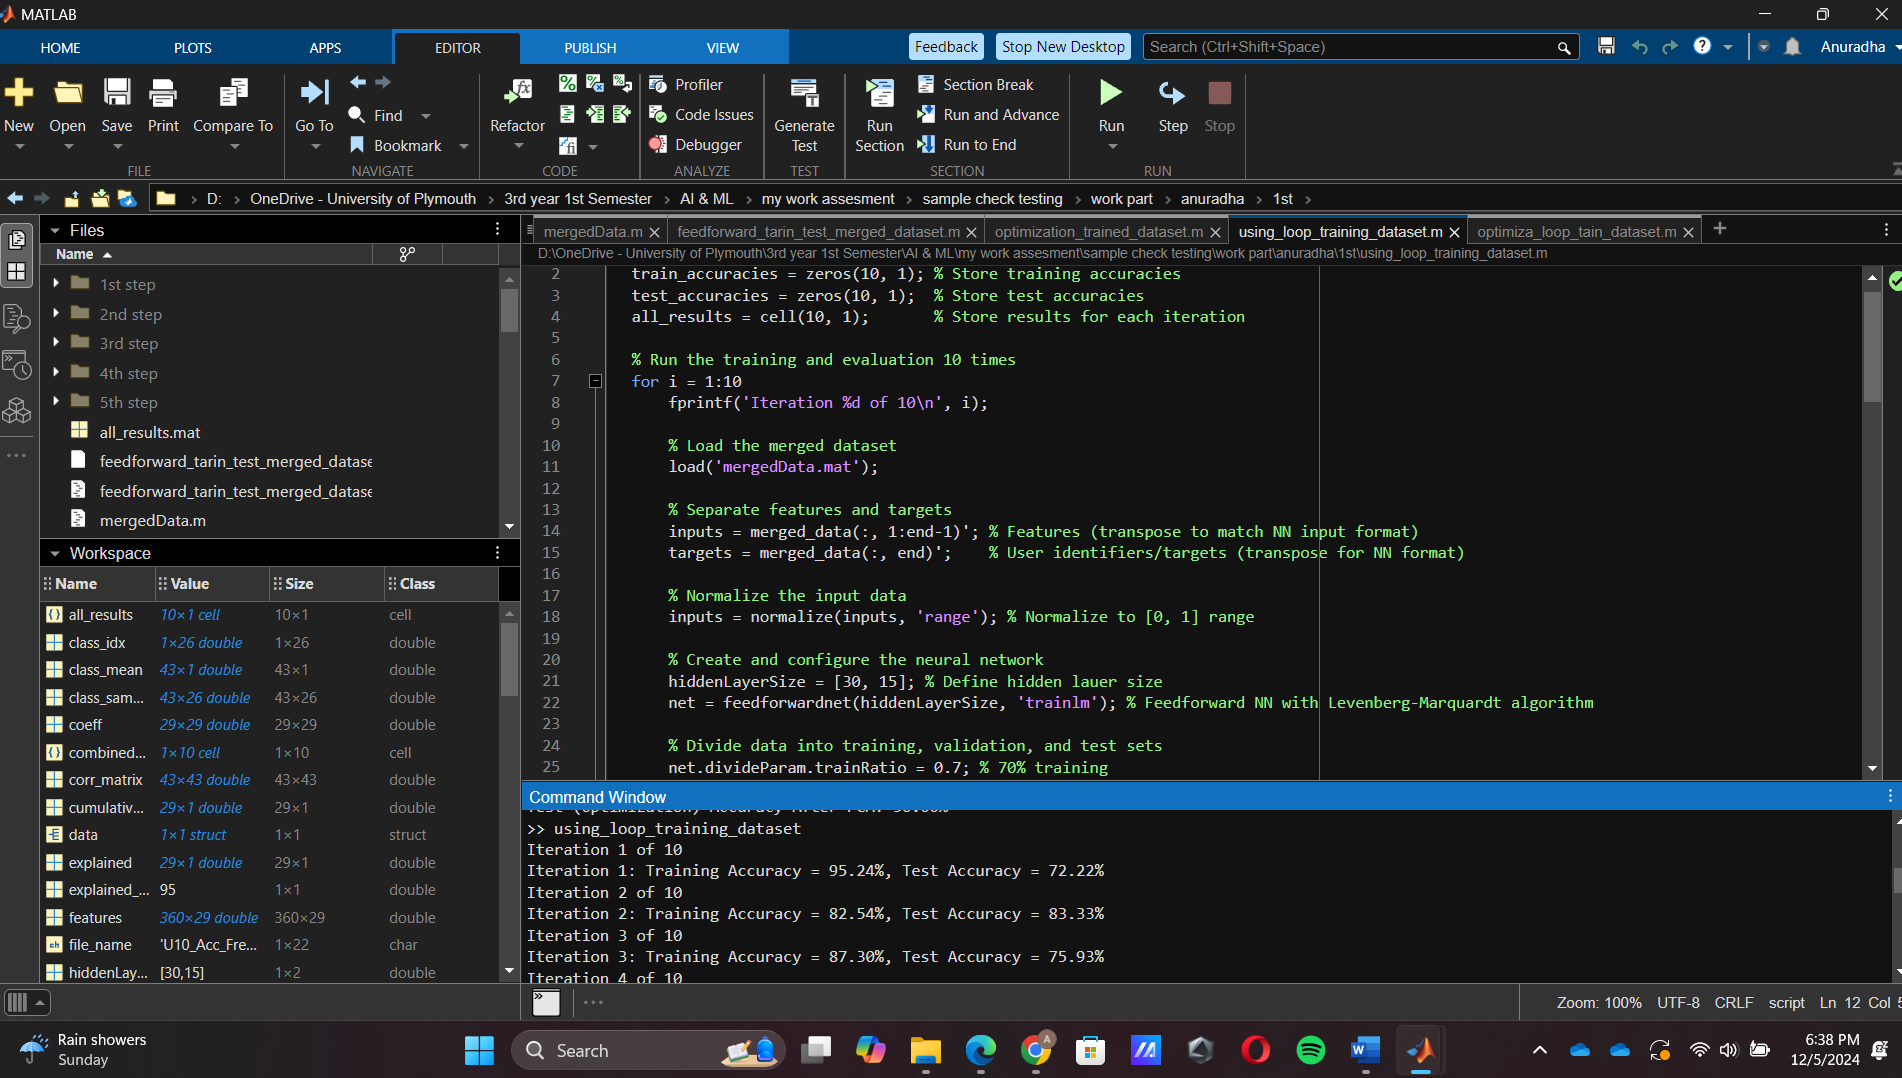 MATLAB
HOME PLOTS APPS EDITOR PUBLISH VIEW Feedback Stop New Desktop Search (Ctrl+Shift+Space) Anuradha
New Open Save Print Compare To Go To Find Bookmark Refactor Profiler Code Issues Debugger Generate Test Run Section Section Break Run and Advance Run to End Run Step Stop
FILE NAVIGATE CODE ANALYZE TEST SECTION RUN
D: OneDrive - University of Plymouth 3rd year 1st Semester AI & ML my work assesment sample check testing work part anuradha 1st
Files
Name
1st step
2nd step
3rd step
4th step
5th step
all_results.mat
feedforward_tarin_test_merged_datase
feedforward_tarin_test_merged_datase
mergedData.m
Workspace
Name Value Size Class
all_results 10×1 cell 10×1 cell
class_idx 1×26 double 1×26 double
class_mean 43×1 double 43×1 double
class_sam... 43×26 double 43×26 double
coeff 29×29 double 29×29 double
combined... 1×10 cell 1×10 cell
corr_matrix 43×43 double 43×43 double
cumulativ... 29×1 double 29×1 double
data 1×1 struct 1×1 struct
explained 29×1 double 29×1 double
explained_... 95 1×1 double
features 360×29 double 360×29 double
file_name 'U10_Acc_Fre... 1×22 char
hiddenLay... [30,15] 1×2 double
mergedData.m feedforward_tarin_test_merged_dataset.m optimization_trained_dataset.m using_loop_training_dataset.m optimiza_loop_tain_dataset.m
D:\OneDrive - University of Plymouth\3rd year 1st Semester\AI & ML\my work assesment\sample check testing\work part\anuradha\1st\using_loop_training_dataset.m
2 train_accuracies = zeros(10, 1); % Store training accuracies
3 test_accuracies = zeros(10, 1); % Store test accuracies
4 all_results = cell(10, 1); % Store results for each iteration
5
6 % Run the training and evaluation 10 times
7 for i = 1:10
8 fprintf('Iteration %d of 10\n', i);
9
10 % Load the merged dataset
11 load('mergedData.mat');
12
13 % Separate features and targets
14 inputs = merged_data(:, 1:end-1)'; % Features (transpose to match NN input format)
15 targets = merged_data(:, end)'; % User identifiers/targets (transpose for NN format)
16
17 % Normalize the input data
18 inputs = normalize(inputs, 'range'); % Normalize to [0, 1] range
19
20 % Create and configure the neural network
21 hiddenLayerSize = [30, 15]; % Define hidden lauer size
22 net = feedforwardnet(hiddenLayerSize, 'trainlm'); % Feedforward NN with Levenberg-Marquardt algorithm
23
24 % Divide data into training, validation, and test sets
25 net.divideParam.trainRatio = 0.7; % 70% training
Command Window
>> using_loop_training_dataset
Iteration 1 of 10
Iteration 1: Training Accuracy = 95.24%, Test Accuracy = 72.22%
Iteration 2 of 10
Iteration 2: Training Accuracy = 82.54%, Test Accuracy = 83.33%
Iteration 3 of 10
Iteration 3: Training Accuracy = 87.30%, Test Accuracy = 75.93%
Iteration 4 of 10
Zoom: 100% UTF-8 CRLF script Ln 12 Col 5
Rain showers
Sunday
Search
6:38 PM
12/5/2024